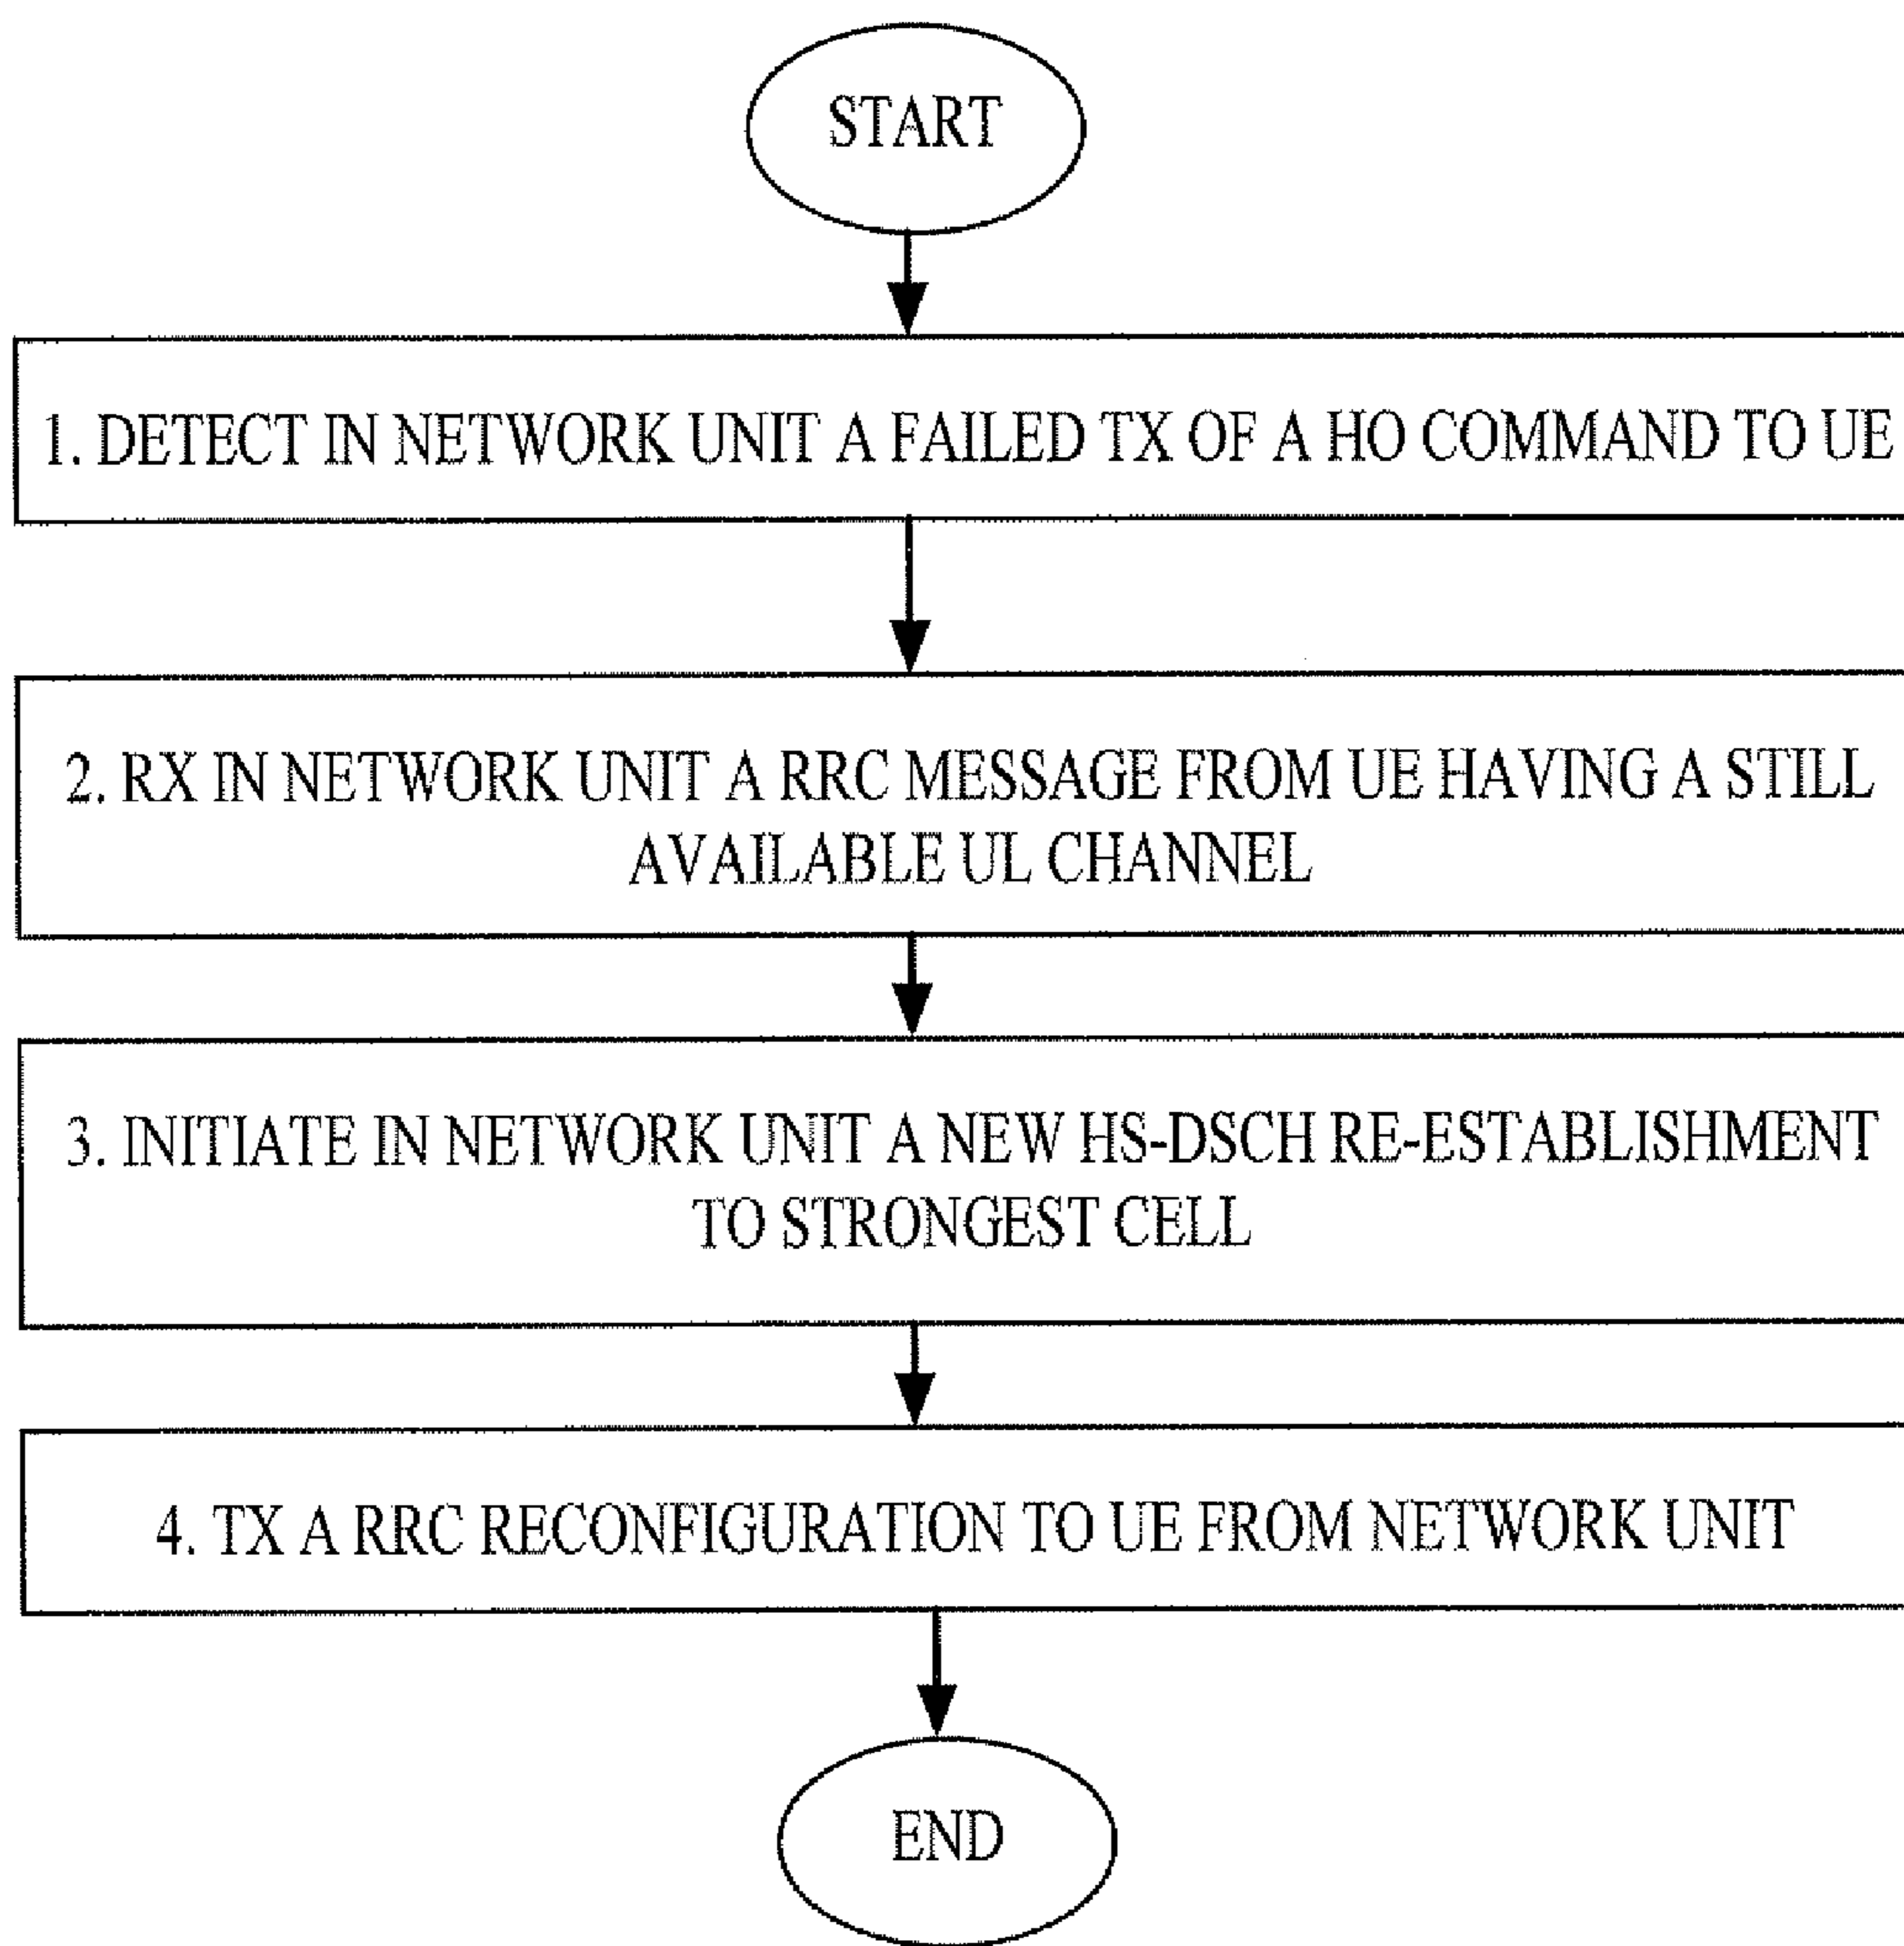 START
1. DETECT IN NETWORK UNIT A FAILED TX OF A HO COMMAND TO UE
2. RX IN NETWORK UNIT A RRC MESSAGE FROM UE HAVING A STILL
AVAILABLE UL CHANNEL
3. INITIATE IN NETWORK UNIT A NEW HS-DSCH RE-ESTABLISHMENT
TO STRONGEST CELL
4. TX A RRC RECONFIGURATION TO UE FROM NETWORK UNIT
END